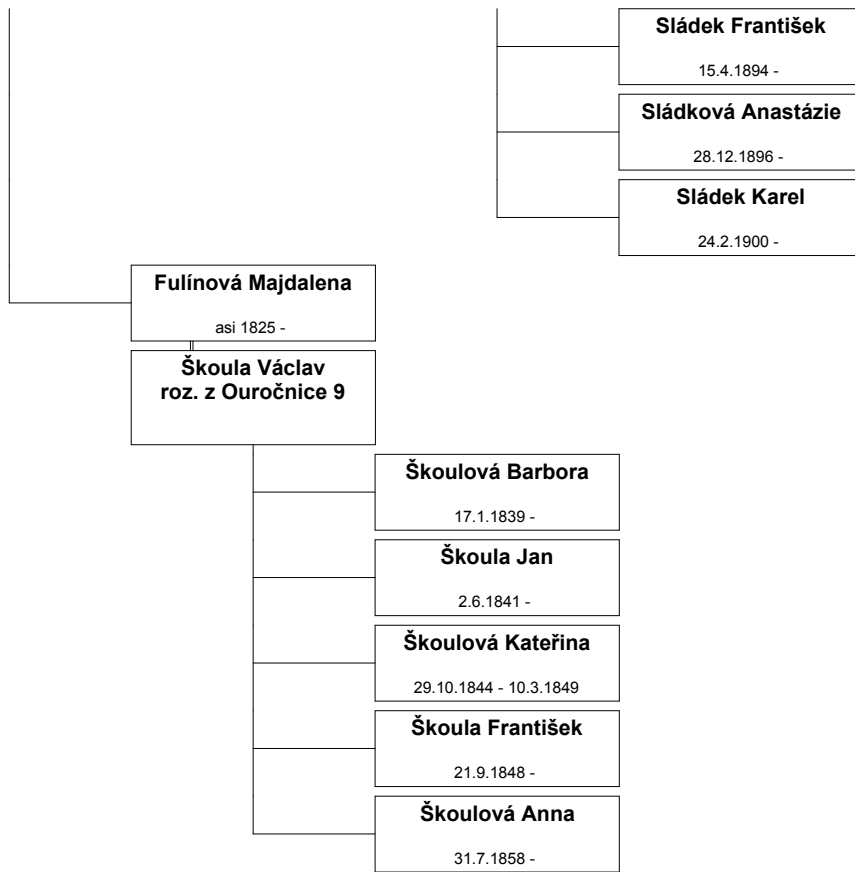 Sládek František
15.4.1894 -
Sládková Anastázie
28.12.1896 -
Sládek Karel
24.2.1900 -
Fulínová Majdalena
asi 1825 -
Škoula Václav
roz. z Ouročnice 9
Škoulová Barbora
17.1.1839 -
Škoula Jan
2.6.1841 -
Škoulová Kateřina
29.10.1844 - 10.3.1849
Škoula František
21.9.1848 -
Škoulová Anna
31.7.1858 -